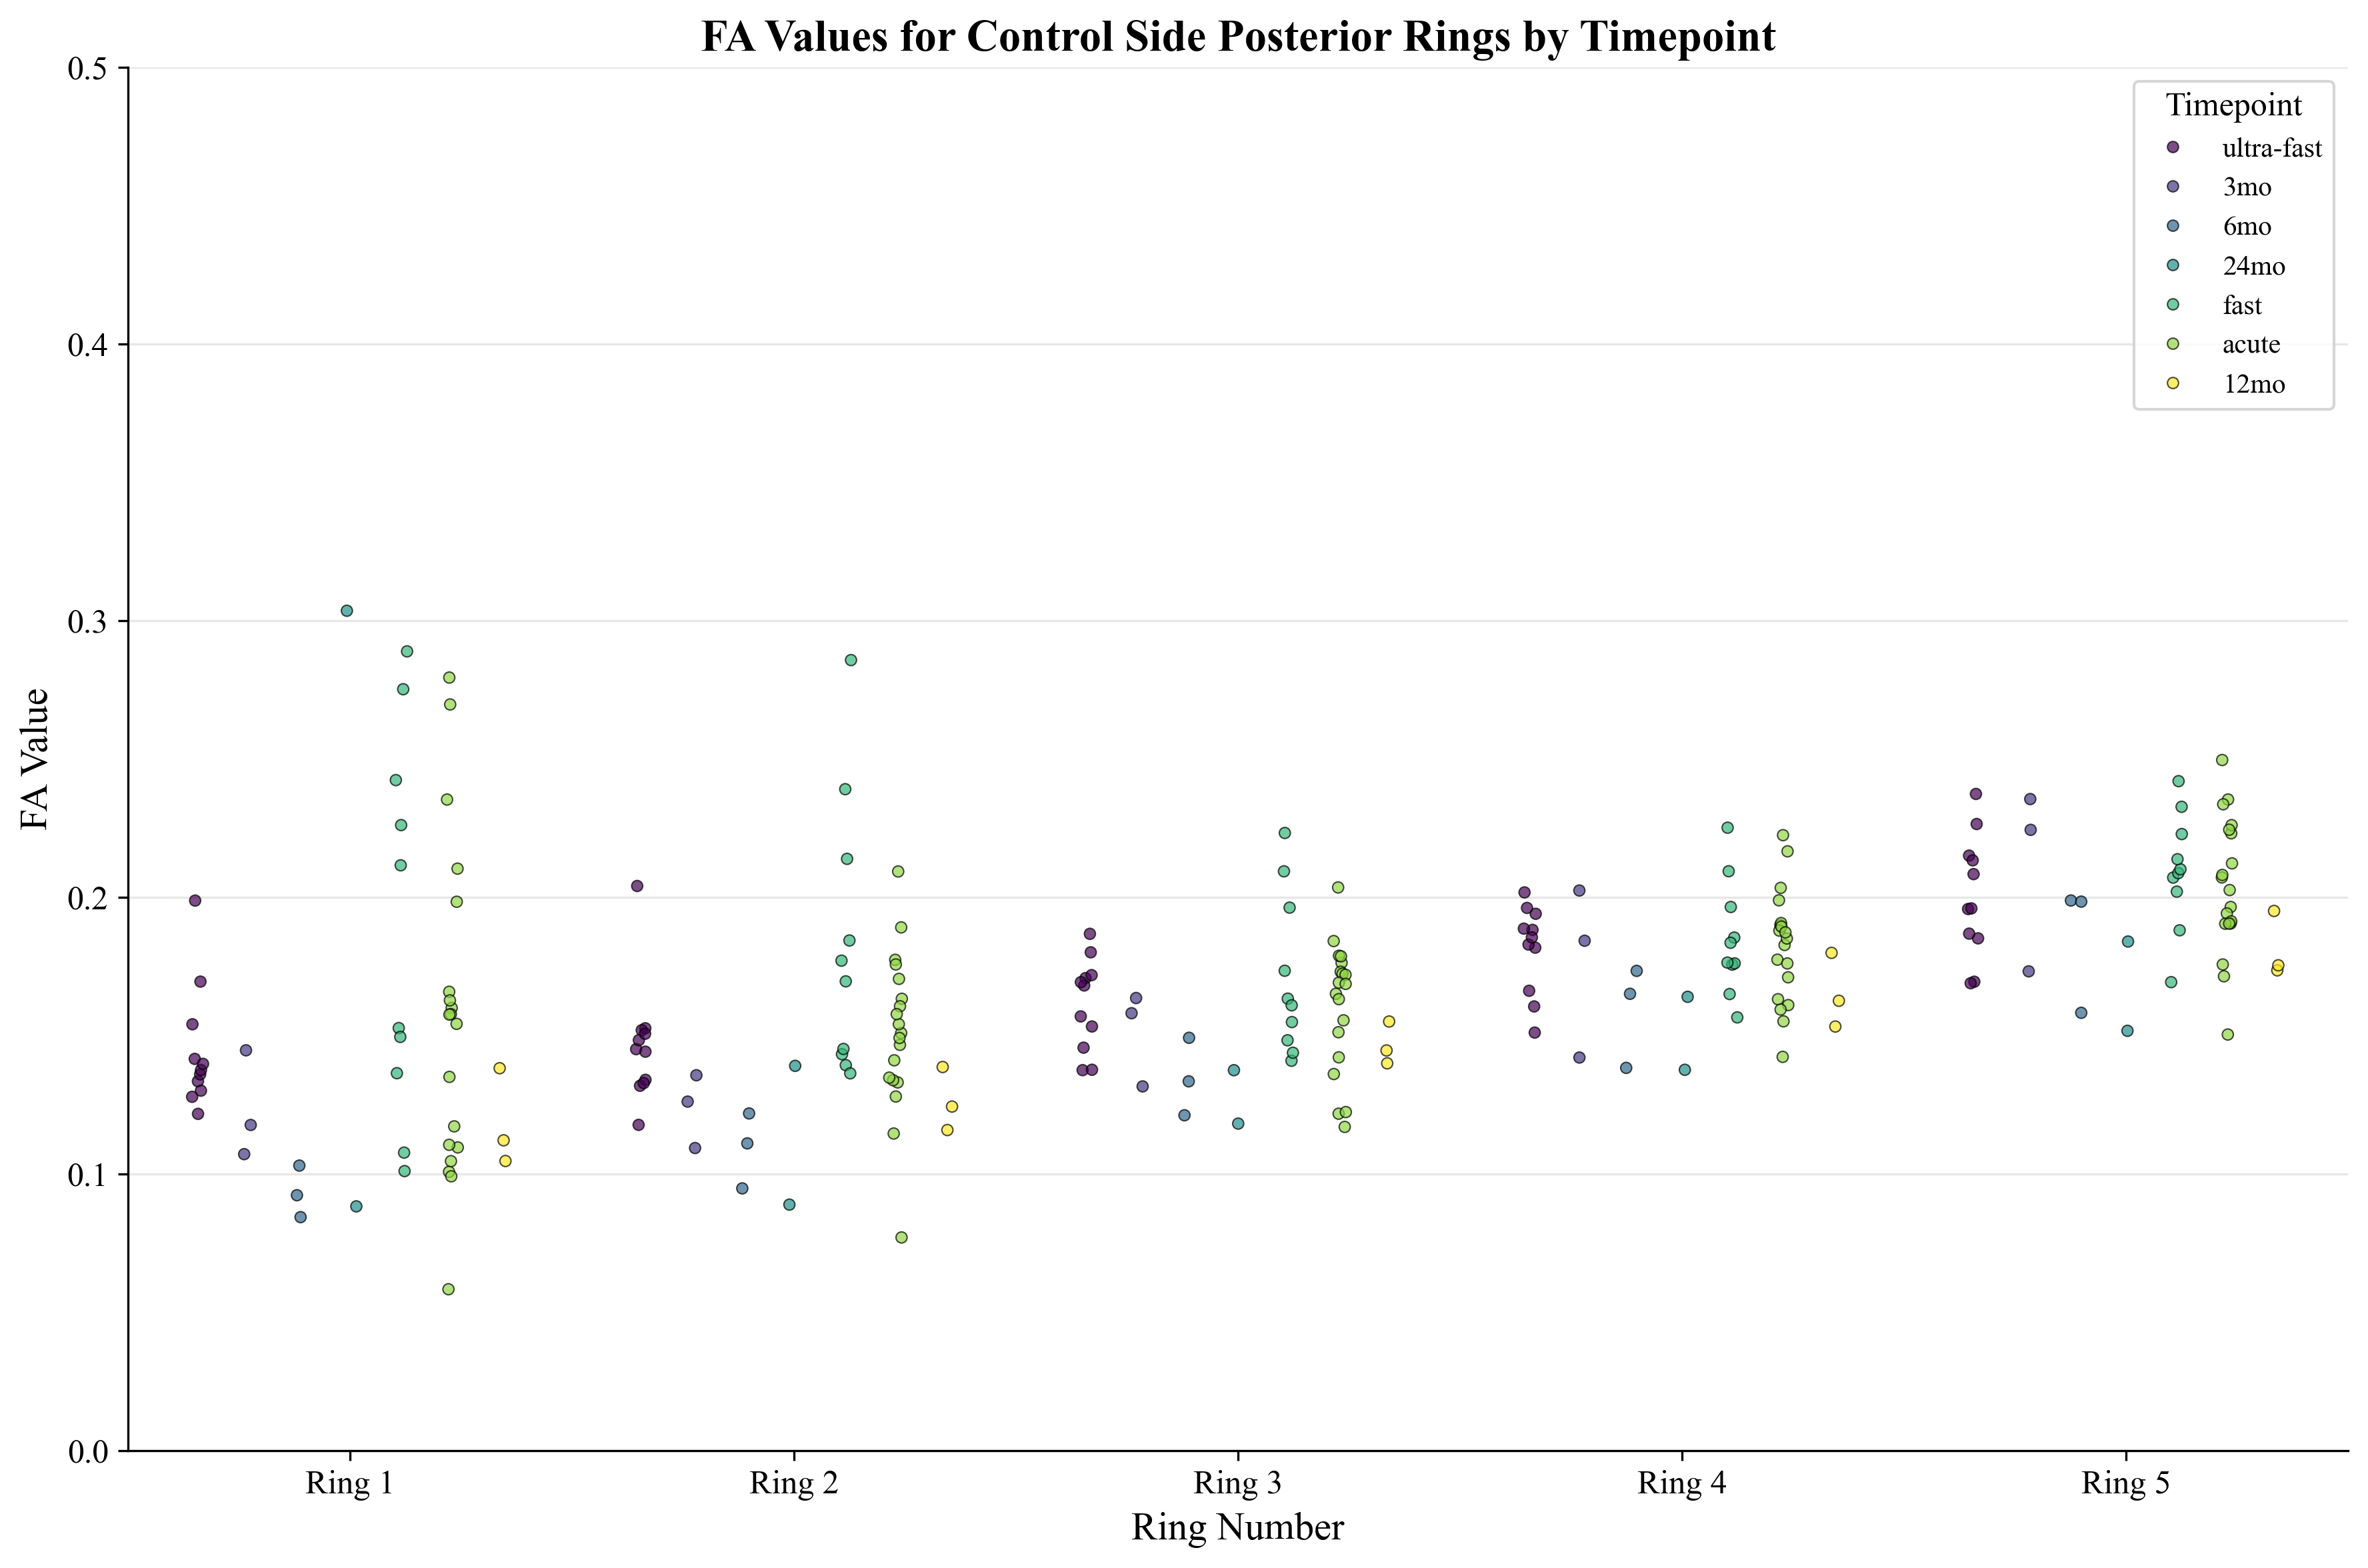 FA Values for Control Side Posterior Rings by Timepoint
0.5
0.4
0.3
0.2
0.1
0.0
FA Value
Timepoint
ultra-fast
3mo
6mo
24mo
fast
acute
12mo
Ring 1
Ring 2
Ring 3
Ring 4
Ring 5
Ring Number